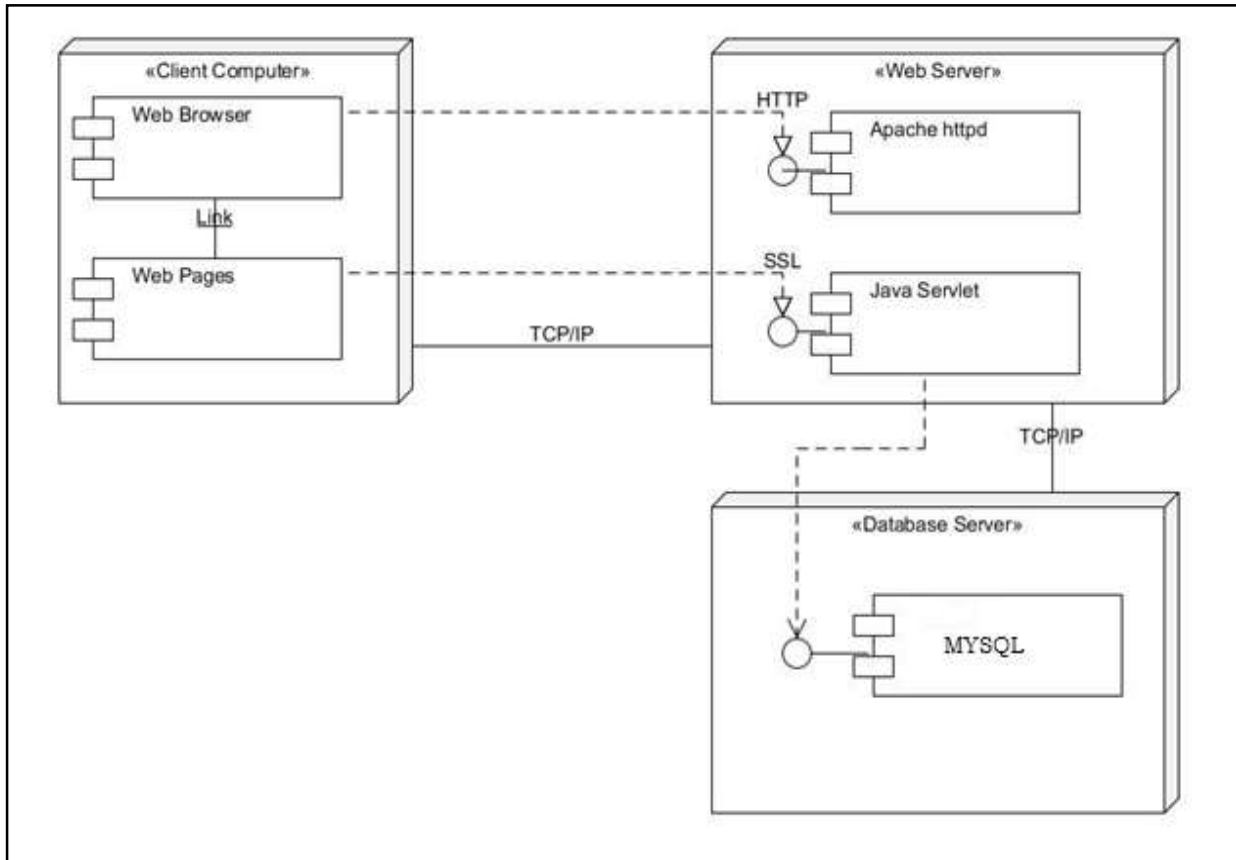 «Client Computer»
Web Browser
Link
Web Pages
TCP/IP
«Web Server»
HTTP
Apache httpd
SSL
Java Servlet
TCP/IP
«Database Server»
MYSQL